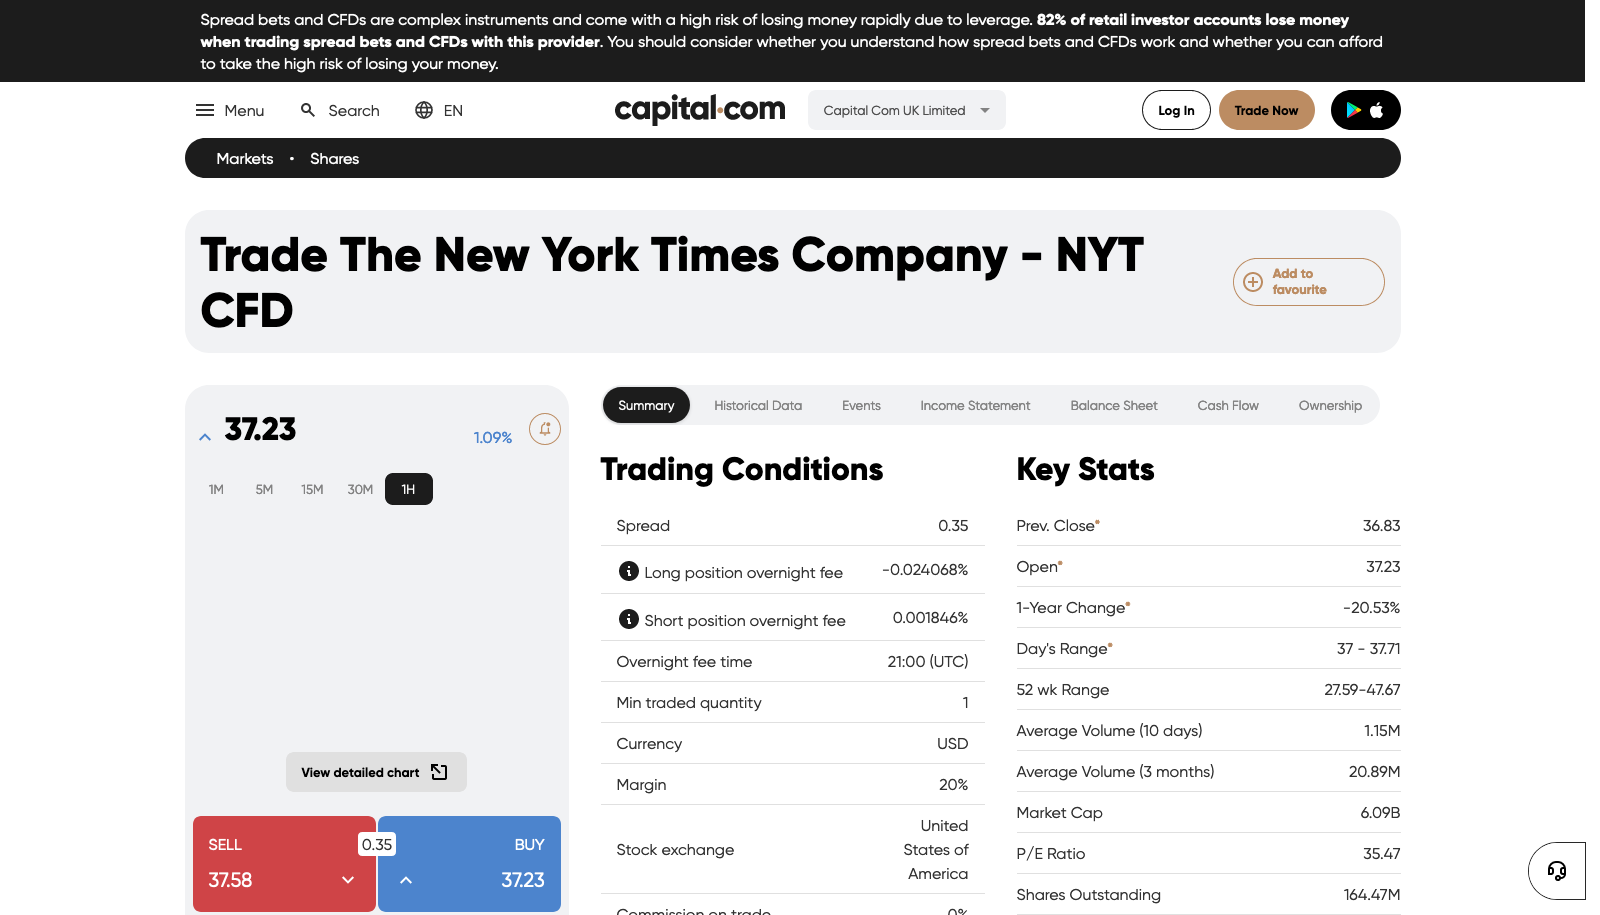 Spread bets and CFDs are complex instruments and come with a high risk of losing money rapidly due to leverage. 82% of retail investor accounts lose money
when trading spread bets and CFDs with this provider. You should consider whether you understand how spread bets and CFDs work and whether you can afford
to take the high risk of losing your money.
Menu
Search
EN
capital.com
Capital Com UK Limited
Log In
Trade Now
Markets • Shares
Trade The New York Times Company - NYT
CFD
Add to
favourite
37.23
1.09%
1M 5M 15M 30M 1H
View detailed chart
SELL
37.58
0.35
BUY
37.23
Summary Historical Data Events Income Statement Balance Sheet Cash Flow Ownership
Trading Conditions
Spread 0.35
Long position overnight fee -0.024068%
Short position overnight fee 0.001846%
Overnight fee time 21:00 (UTC)
Min traded quantity 1
Currency USD
Margin 20%
Stock exchange United
States of
America
Commission on trade 0%
Key Stats
Prev. Close* 36.83
Open* 37.23
1-Year Change* -20.53%
Day's Range* 37 - 37.71
52 wk Range 27.59-47.67
Average Volume (10 days) 1.15M
Average Volume (3 months) 20.89M
Market Cap 6.09B
P/E Ratio 35.47
Shares Outstanding 164.47M